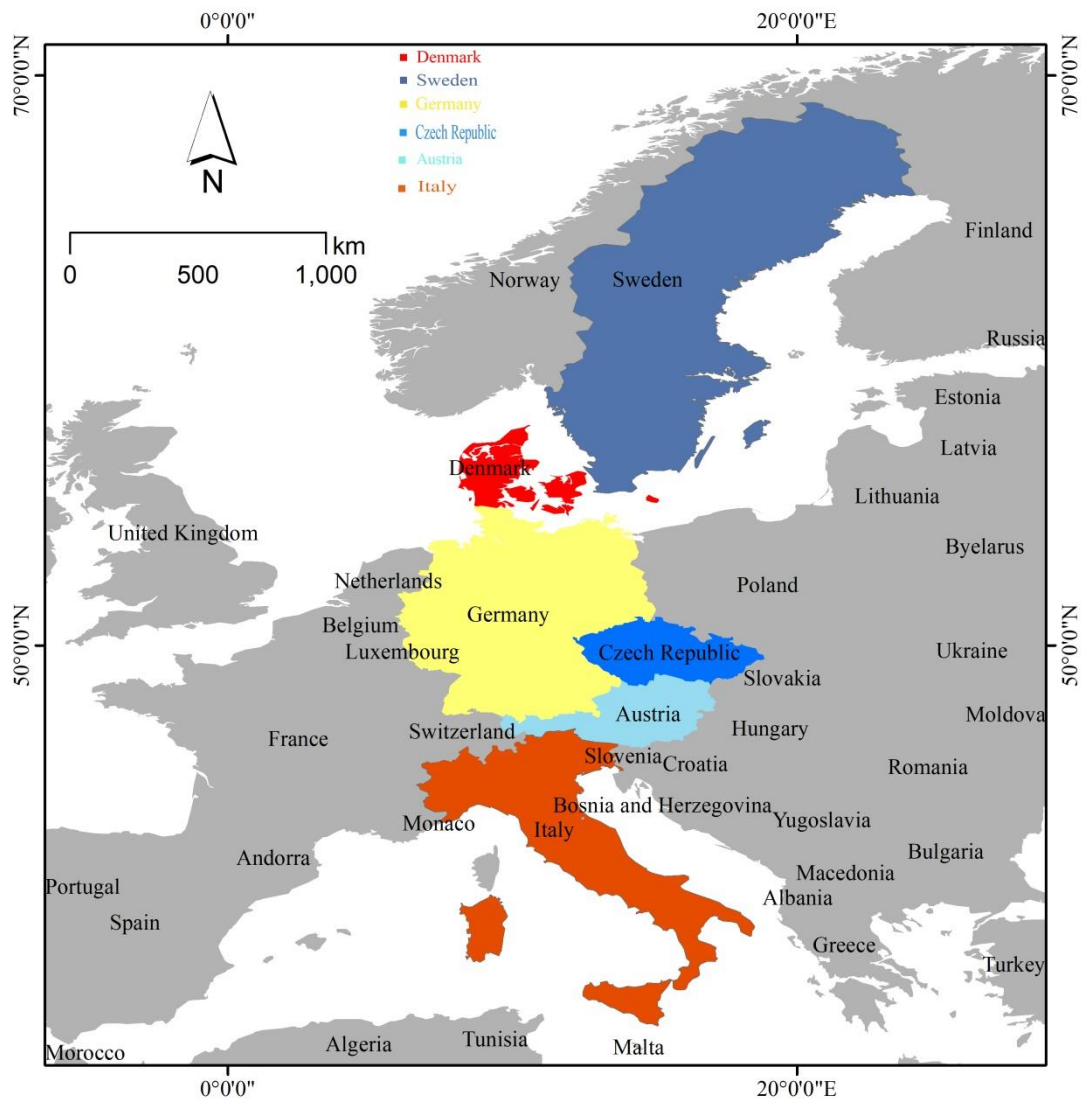 0°0'0" 20°0'0"E
70°0'0"N 70°0'0"N
Denmark
Sweden
Germany
Czech Republic
Austria
Italy
N
km
0 500 1,000
Finland
Norway Sweden
Russia
Estonia
Denmark Latvia
Lithuania
United Kingdom
Byelarus
Netherlands Poland
Germany
Belgium
Luxembourg Czech Republic Ukraine
50°0'0"N 50°0'0"N
Slovakia
Austria Moldova
Switzerland Hungary
France
Slovenia Croatia Romania
Bosnia and Herzegovina
Monaco Italy Yugoslavia
Andorra Bulgaria
Macedonia
Portugal Albania
Spain
Greece
Turkey
Algeria Tunisia Malta
Morocco
0°0'0" 20°0'0"E